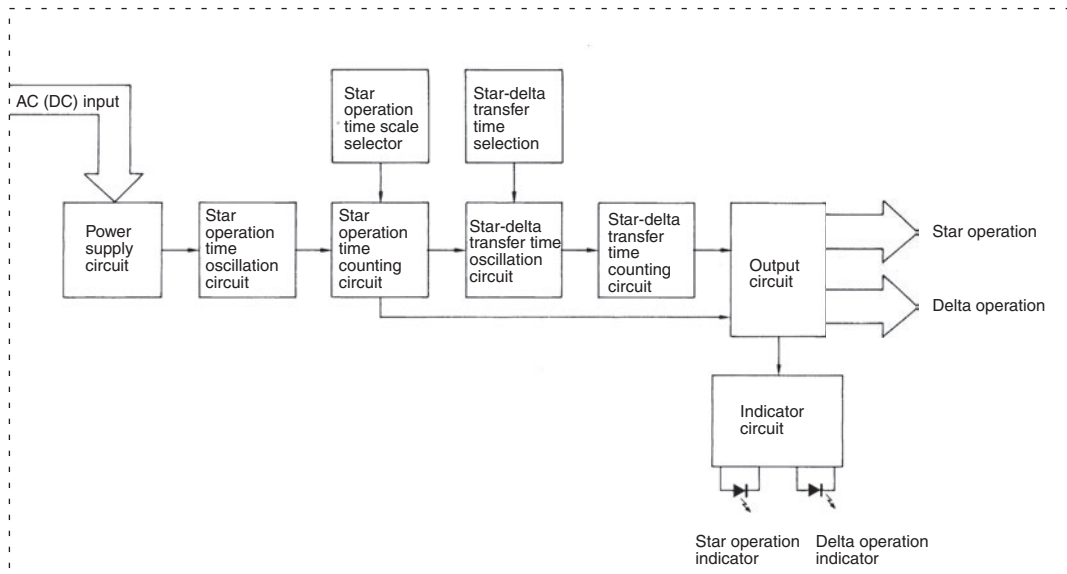 AC (DC) input
Star
operation
time scale
selector
Star-delta
transfer
time
selection
Power
supply
circuit
Star
operation
time
oscillation
circuit
Star
operation
time
counting
circuit
Star-delta
transfer time
oscillation
circuit
Star-delta
transfer
time
counting
circuit
Output
circuit
Star operation
Delta operation
Indicator
circuit
Star operation
indicator
Delta operation
indicator